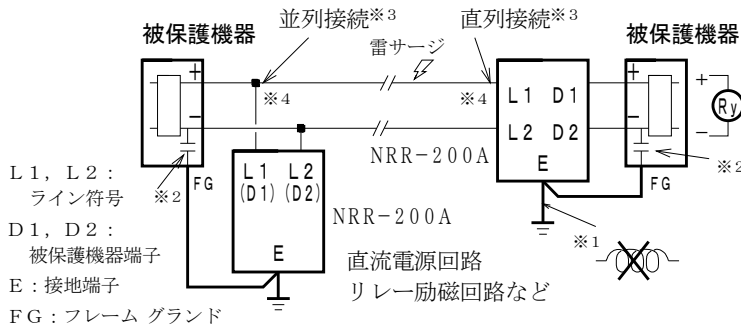 並列接続※3
直列接続※3
被保護機器
雷サージ
被保護機器
+
−
※4
※4
L1 D1
L2 D2
E
+
−
+
−
Ry
※2
FG
NRR−200A
※2
FG
L1 L2
(D1) (D2)
E
NRR−200A
※1
L1，L2：
ライン符号
D1，D2：
被保護機器端子
E：接地端子
FG：フレーム グランド
直流電源回路
リレー励磁回路など